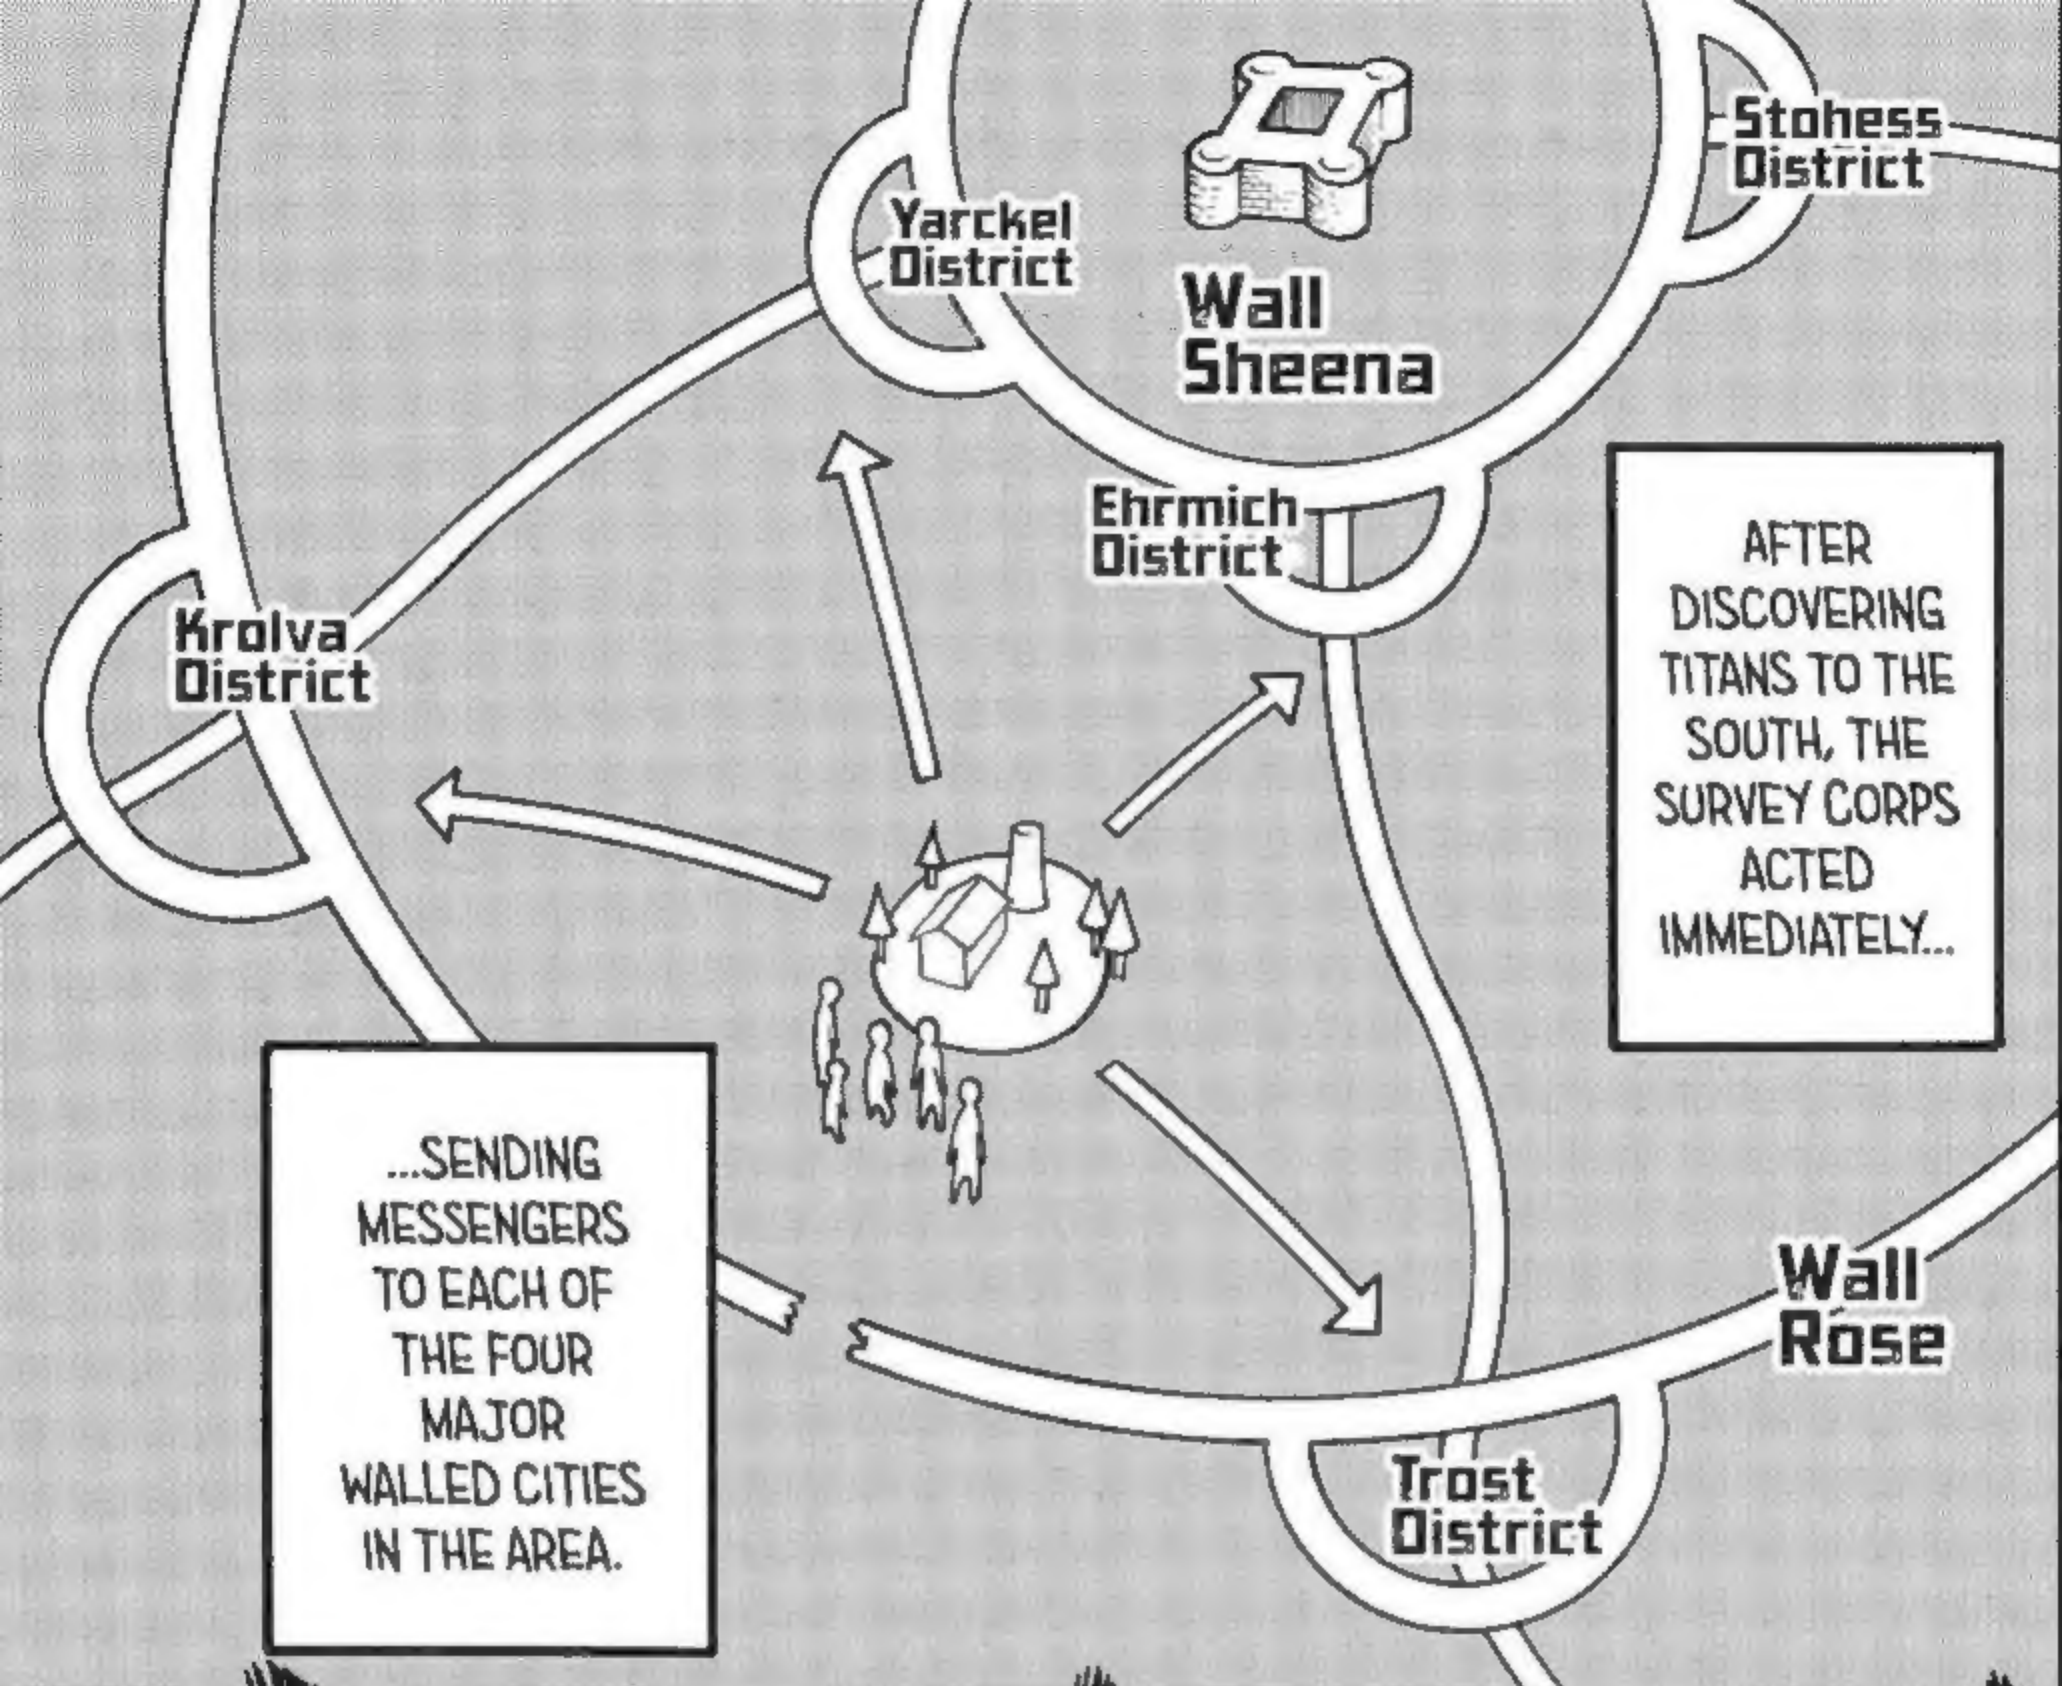 Stohess
District
Yarckel
District
Wall
Sheena
Ehrmich
District
AFTER
DISCOVERING
TITANS TO THE
SOUTH, THE
SURVEY CORPS
ACTED
IMMEDIATELY...
Krolva
District
...SENDING
MESSENGERS
TO EACH OF
THE FOUR
MAJOR
WALLED CITIES
IN THE AREA.
Wall
Rose
Trost
District